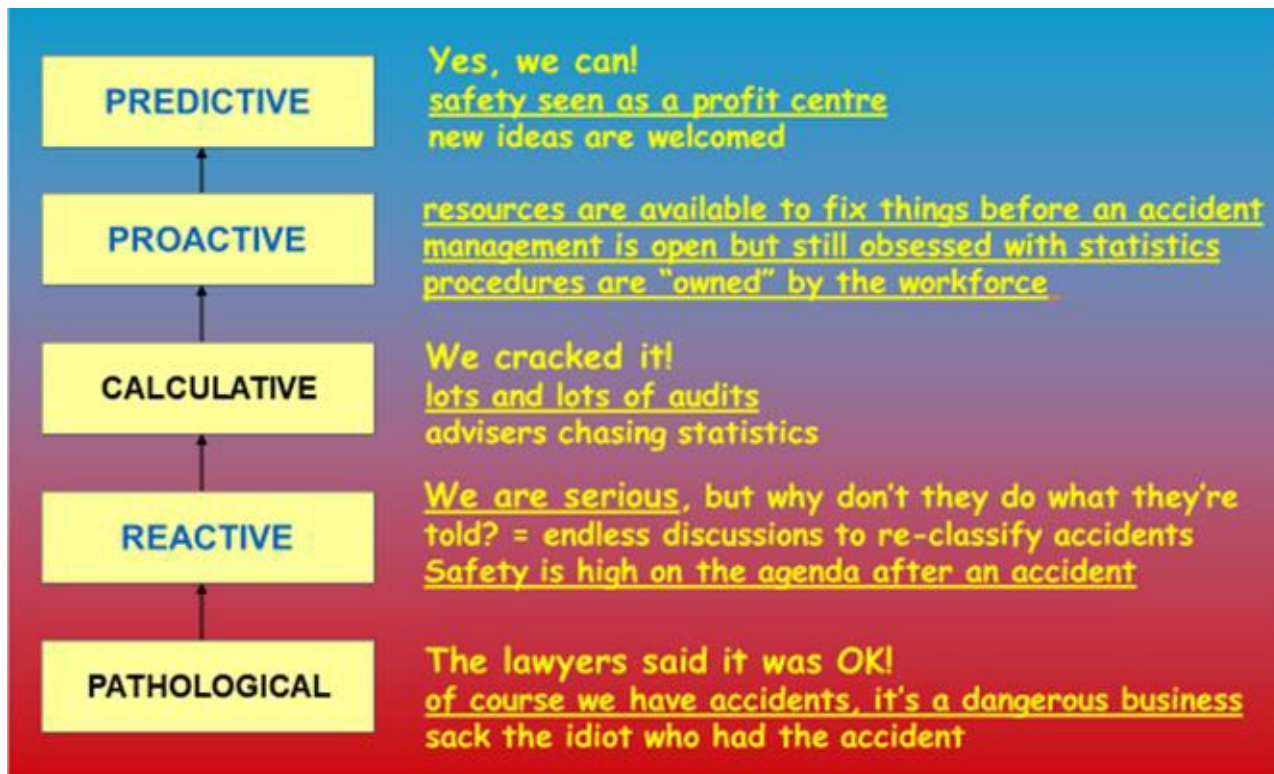 PREDICTIVE
Yes, we can!
safety seen as a profit centre
new ideas are welcomed
PROACTIVE
resources are available to fix things before an accident
management is open but still obsessed with statistics
procedures are “owned” by the workforce
CALCULATIVE
We cracked it!
lots and lots of audits
advisers chasing statistics
REACTIVE
We are serious, but why don’t they do what they’re
told? = endless discussions to re-classify accidents
Safety is high on the agenda after an accident
PATHOLOGICAL
The lawyers said it was OK!
of course we have accidents, it’s a dangerous business
sack the idiot who had the accident